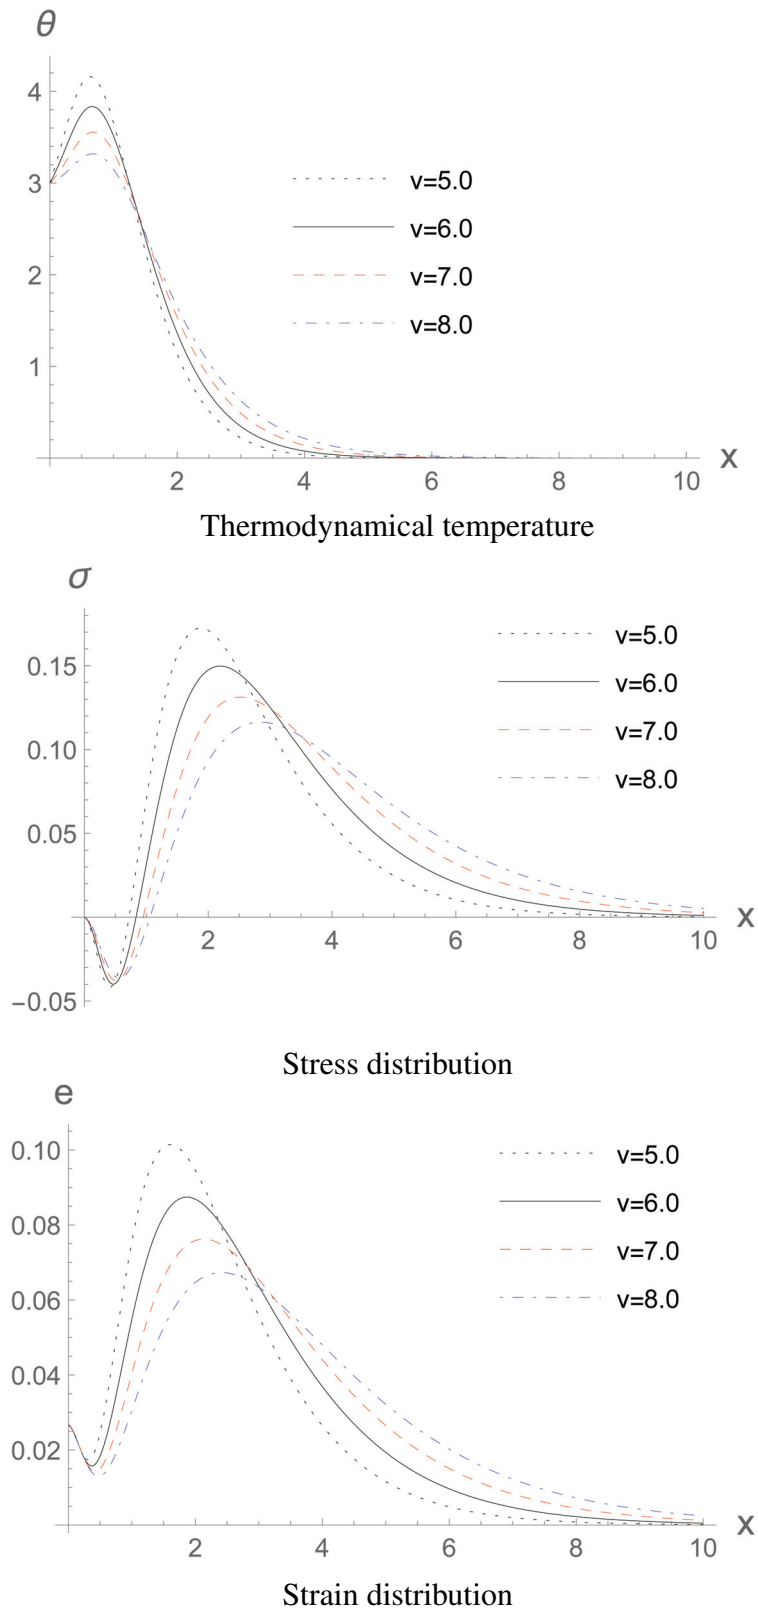 θ
4
3
2
1
v=5.0
v=6.0
v=7.0
v=8.0
2 4 6 8 10 x
Thermodynamical temperature
σ
0.15
0.10
0.05
−0.05
v=5.0
v=6.0
v=7.0
v=8.0
2 4 6 8 10 x
Stress distribution
e
0.10
0.08
0.06
0.04
0.02
v=5.0
v=6.0
v=7.0
v=8.0
2 4 6 8 10 x
Strain distribution